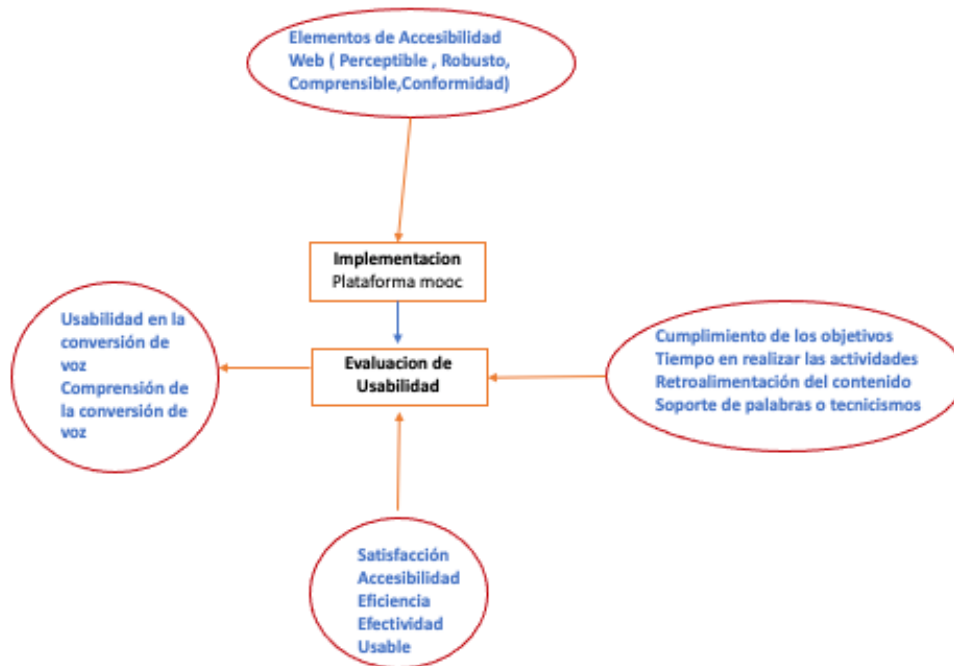 Elementos de Accesibilidad
Web ( Perceptible , Robusto,
Comprensible,Conformidad)
Implementacion
Plataforma mooc
Usabilidad en la
conversión de
voz
Comprensión de
la conversión de
voz
Evaluacion de
Usabilidad
Cumplimiento de los objetivos
Tiempo en realizar las actividades
Retroalimentación del contenido
Soporte de palabras o tecnicismos
Satisfacción
Accesibilidad
Eficiencia
Efectividad
Usable